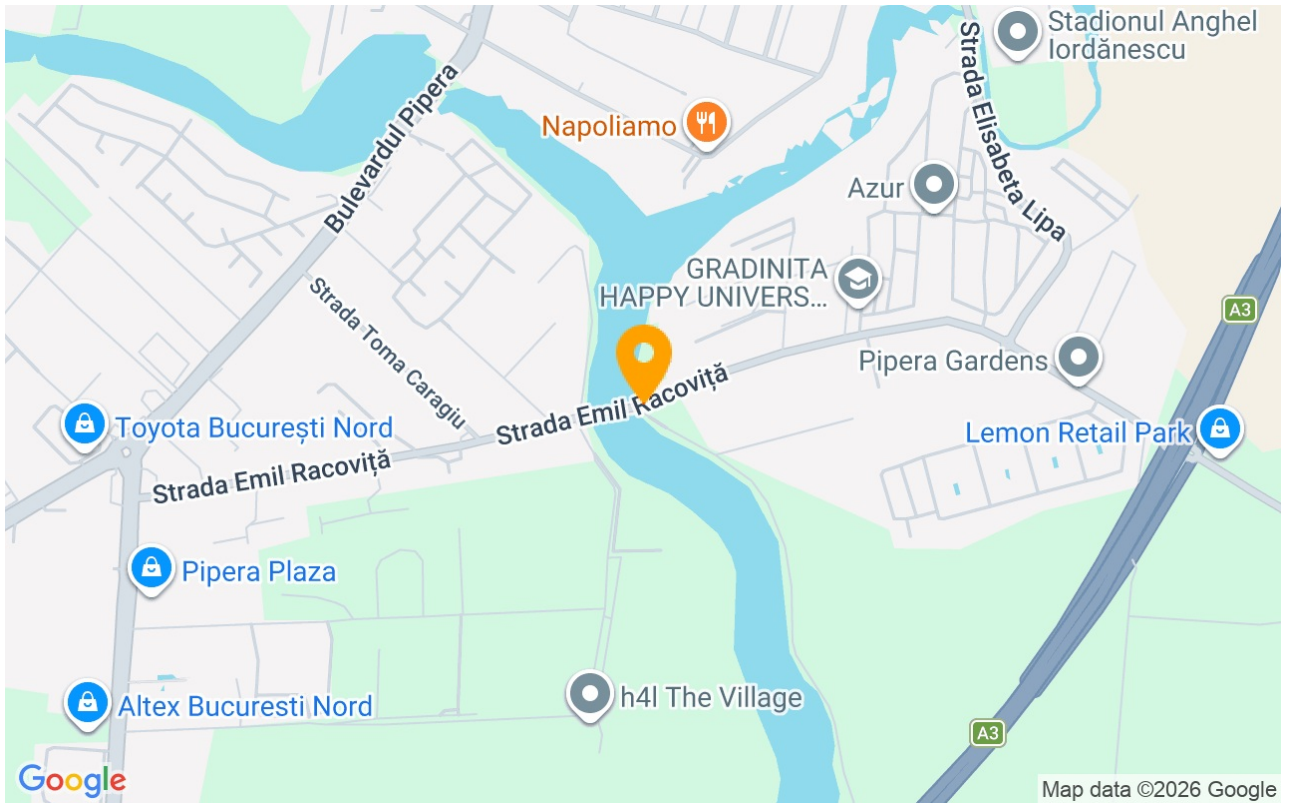 Stadionul Anghel
Iordănescu
Strada Elisabeta Lipa
Bulevardul Pipera
Napoliamo
Azur
GRADINITA
HAPPY UNIVERS...
A3
Strada Toma Caragiu
Pipera Gardens
Strada Emil Racoviță
Toyota București Nord
Lemon Retail Park
Strada Emil Racoviță
Pipera Plaza
h4l The Village
Altex Bucuresti Nord
A3
Google
Map data ©2026 Google